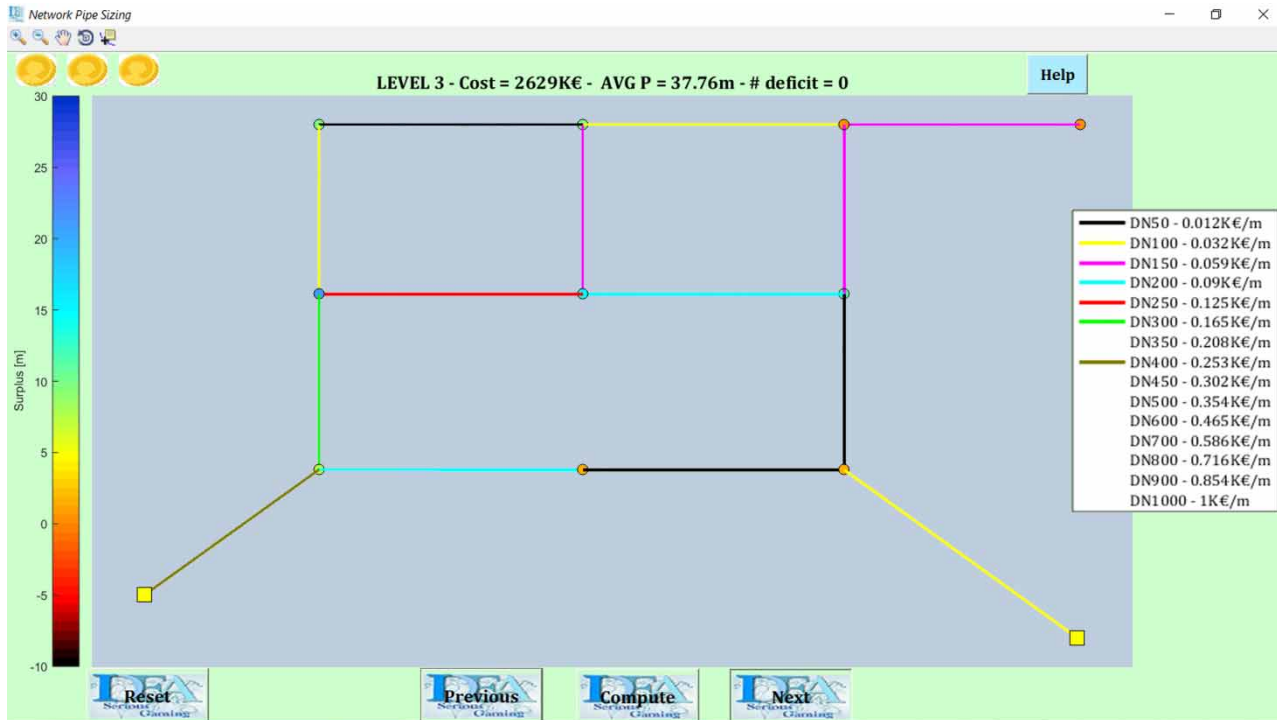 Network Pipe Sizing
LEVEL 3 - Cost = 2629K€ - AVG P = 37.76m - # deficit = 0
Help
30
25
20
15
10
5
0
-5
-10
Surplus [m]
DN50 - 0.012K€/m
DN100 - 0.032K€/m
DN150 - 0.059K€/m
DN200 - 0.09K€/m
DN250 - 0.125K€/m
DN300 - 0.165K€/m
DN350 - 0.208K€/m
DN400 - 0.253K€/m
DN450 - 0.302K€/m
DN500 - 0.354K€/m
DN600 - 0.465K€/m
DN700 - 0.586K€/m
DN800 - 0.716K€/m
DN900 - 0.854K€/m
DN1000 - 1K€/m
Reset
Previous
Compute
Next